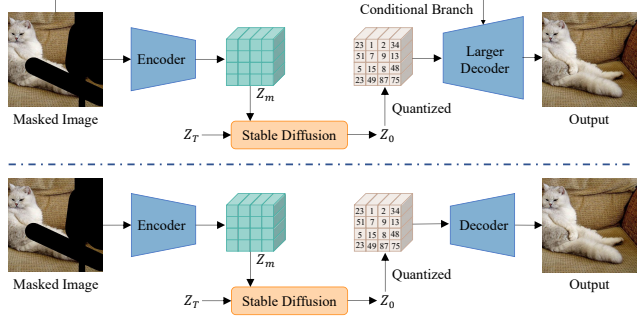 Conditional Branch
Encoder
23 1 2 34
51 7 9 13
5 15 8 48
23 49 87 75
Larger
Decoder
Z_m
Masked Image
Quantized
Output
Z_T
Stable Diffusion
Z_0
Encoder
23 1 2 34
51 7 9 13
5 15 8 48
23 49 87 75
Decoder
Z_m
Masked Image
Quantized
Output
Z_T
Stable Diffusion
Z_0